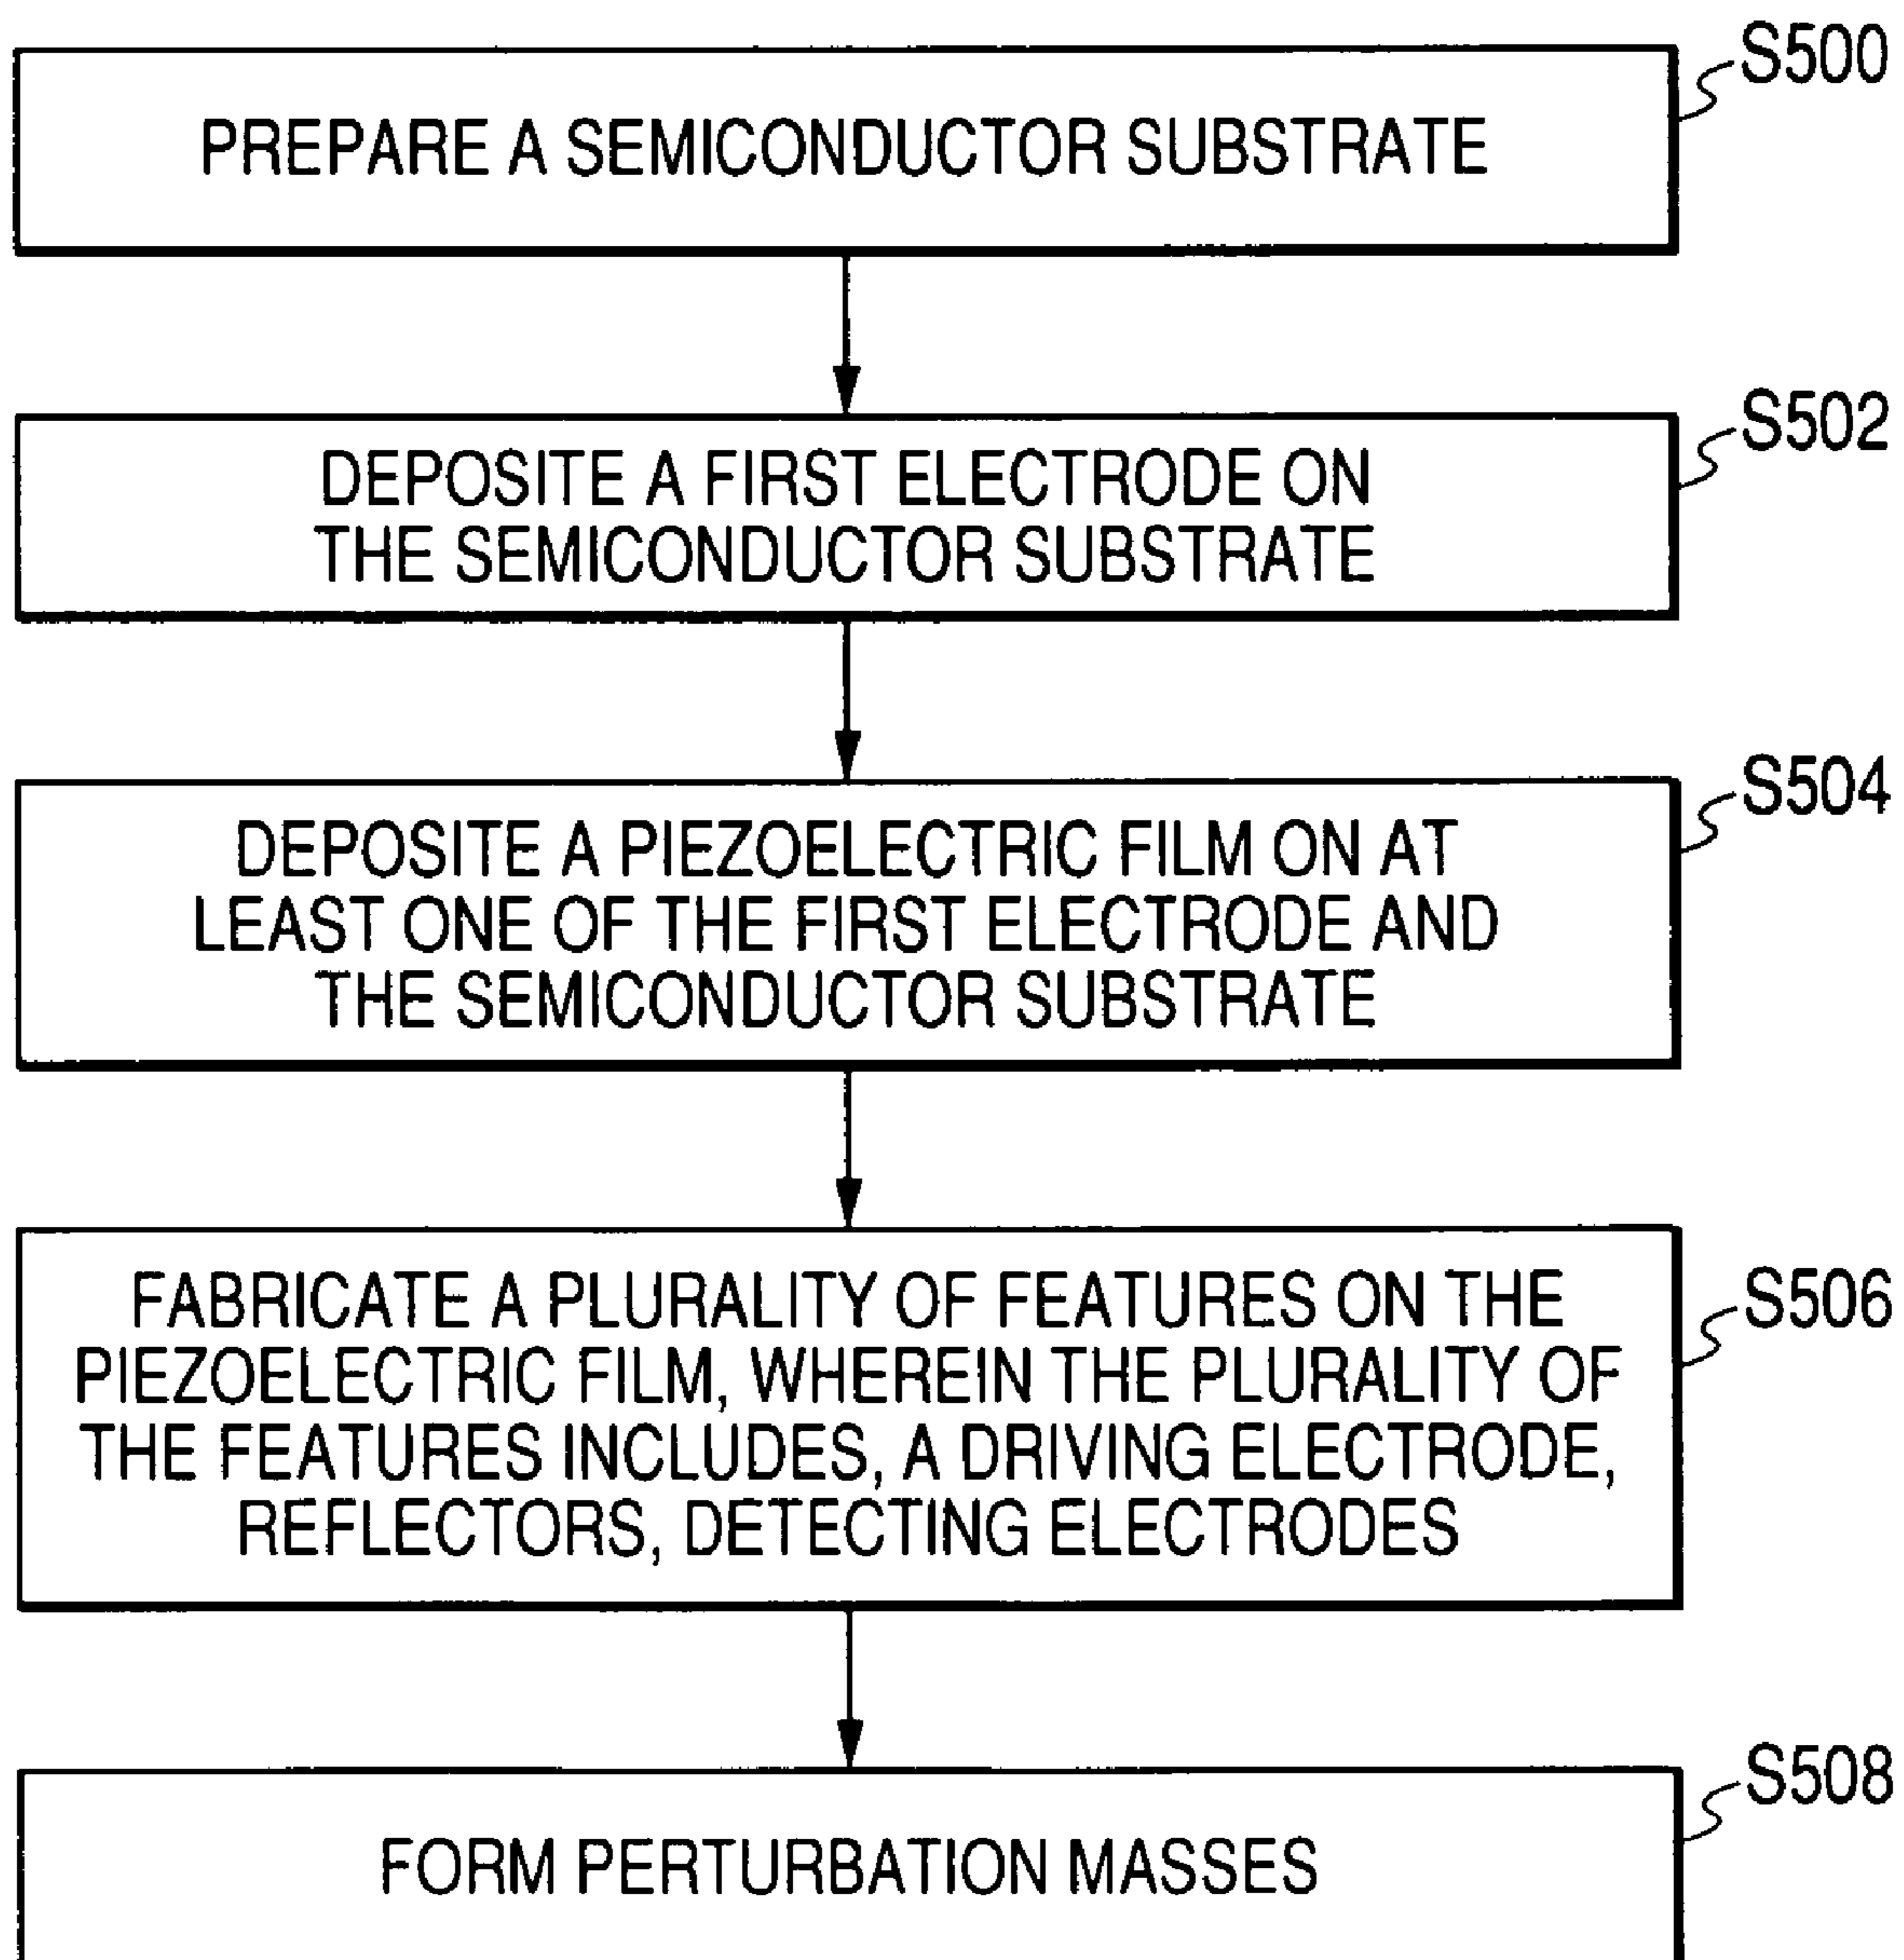 S500
PREPARE A SEMICONDUCTOR SUBSTRATE
S502
DEPOSITE A FIRST ELECTRODE ON
THE SEMICONDUCTOR SUBSTRATE
S504
DEPOSITE A PIEZOELECTRIC FILM ON AT
LEAST ONE OF THE FIRST ELECTRODE AND
THE SEMICONDUCTOR SUBSTRATE
S506
FABRICATE A PLURALITY OF FEATURES ON THE
PIEZOELECTRIC FILM, WHEREIN THE PLURALITY OF
THE FEATURES INCLUDES, A DRIVING ELECTRODE,
REFLECTORS, DETECTING ELECTRODES
S508
FORM PERTURBATION MASSES